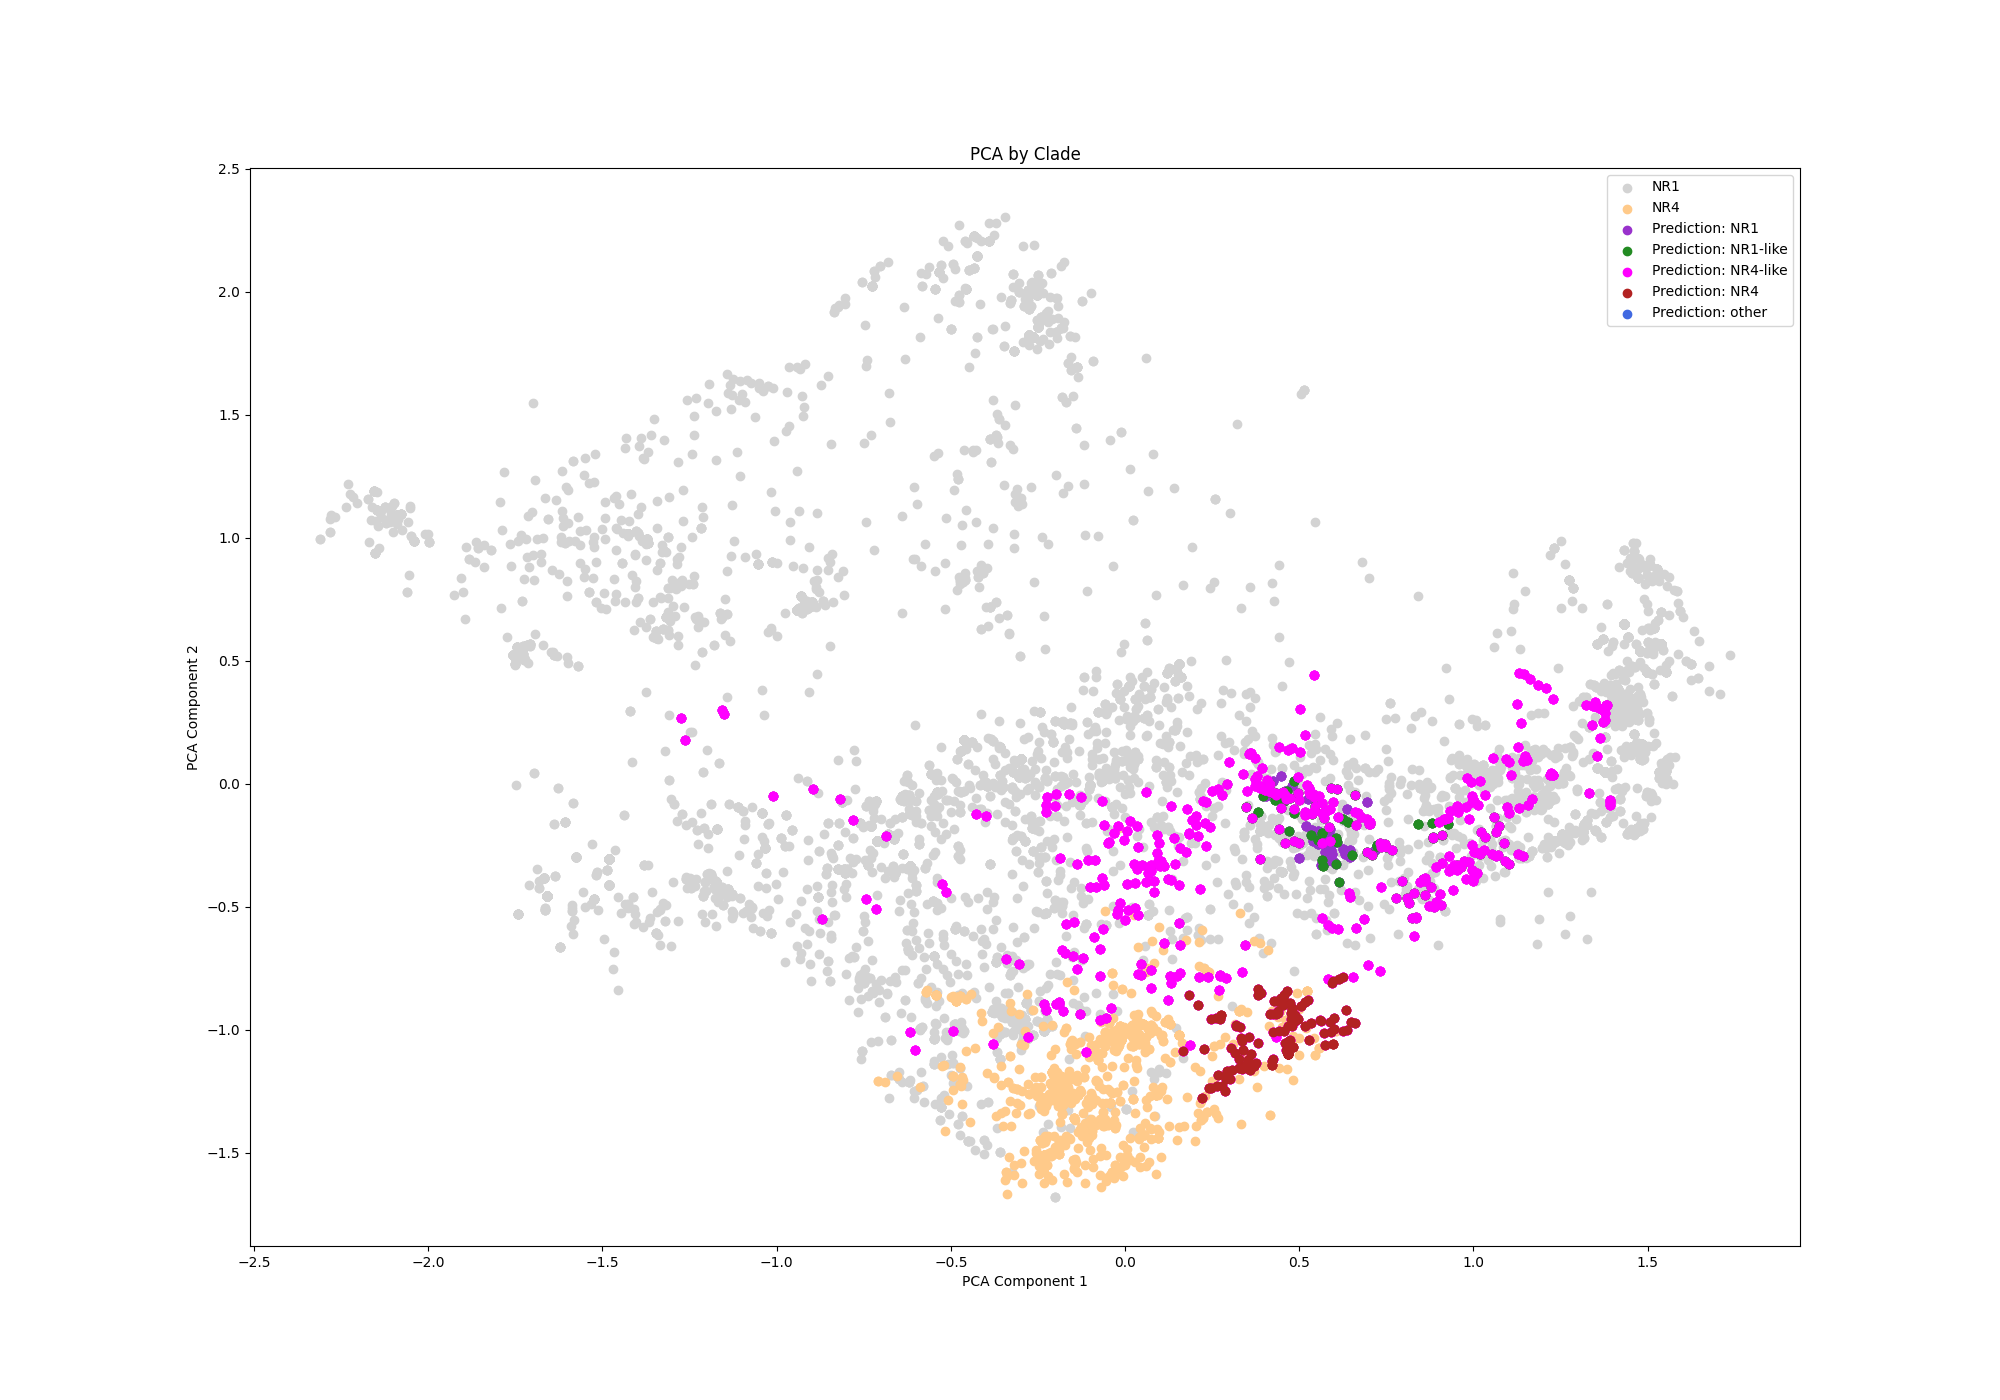 PCA by Clade
NR1
NR4
Prediction: NR1
Prediction: NR1-like
Prediction: NR4-like
Prediction: NR4
Prediction: other
2.5
2.0
1.5
1.0
0.5
0.0
−0.5
−1.0
−1.5
PCA Component 2
−2.5
−2.0
−1.5
−1.0
−0.5
0.0
0.5
1.0
1.5
PCA Component 1